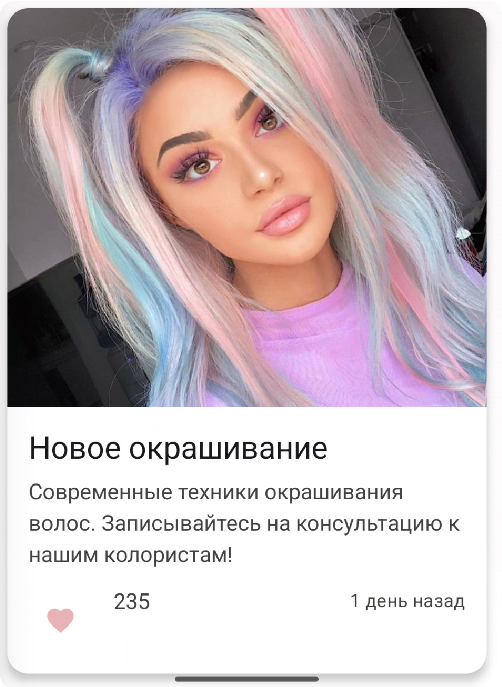 Новое окрашивание
Современные техники окрашивания
волос. Записывайтесь на консультацию к
нашим колористам!
235
1 день назад